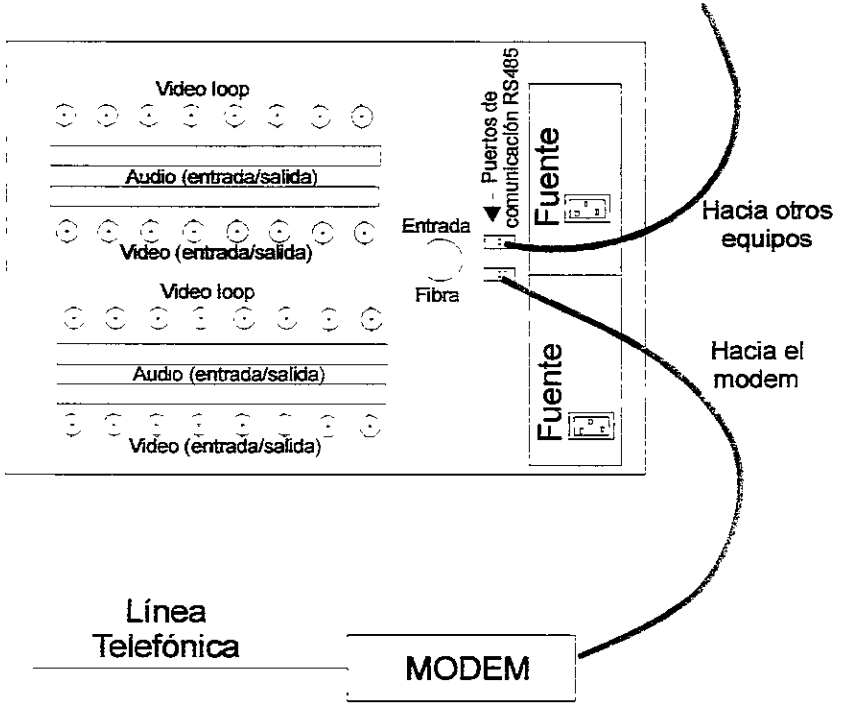 Video loop
Audio (entrada/salida)
Video (entrada/salida)
Video loop
Audio (entrada/salida)
Video (entrada/salida)
Entrada
Fibra
Puertos de
comunicación RS485
Fuente
Fuente
Hacia otros
equipos
Hacia el
modem
Línea
Telefónica
MODEM